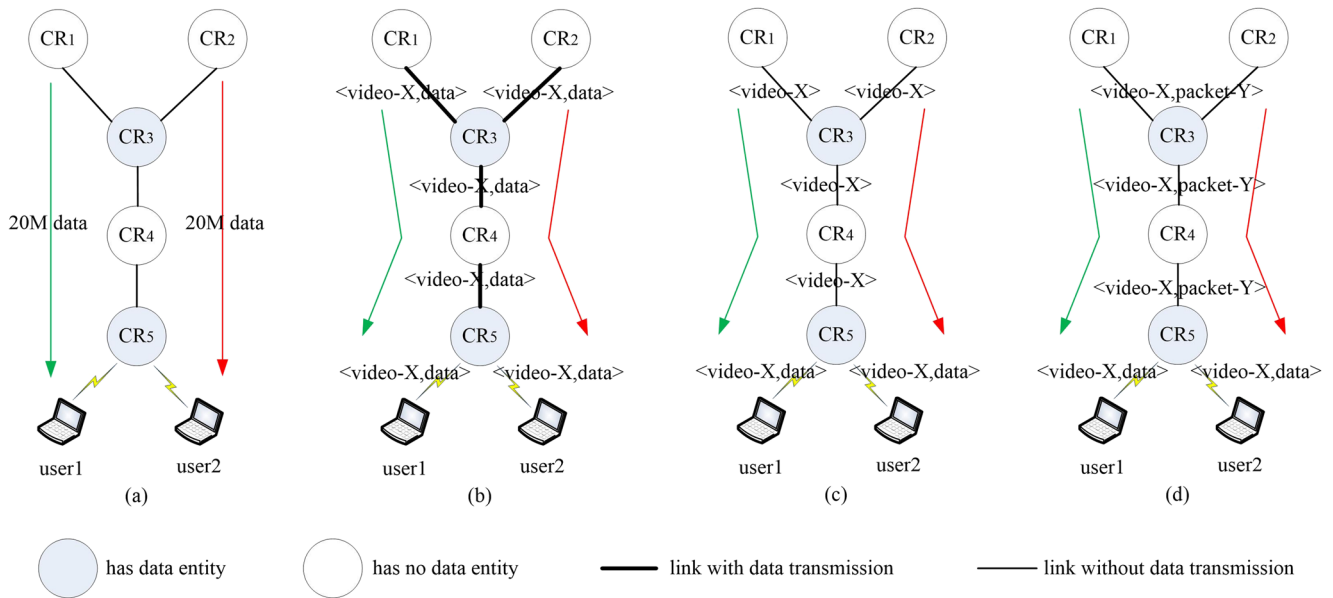 CR1 CR2 CR1 CR2 CR1 CR2 CR1 CR2
<video-X,data> <video-X,data> <video-X> <video-X> <video-X,packet-Y>
CR3 CR3 CR3 CR3
<video-X,data> <video-X> <video-X,packet-Y>
20M data 20M data
CR4 CR4 CR4 CR4
<video-X,data> <video-X> <video-X,packet-Y>
CR5 CR5 CR5 CR5
<video-X,data> <video-X,data> <video-X,data> <video-X,data> <video-X,data> <video-X,data>
user1 user2 user1 user2 user1 user2 user1 user2
(a) (b) (c) (d)
has data entity has no data entity link with data transmission link without data transmission